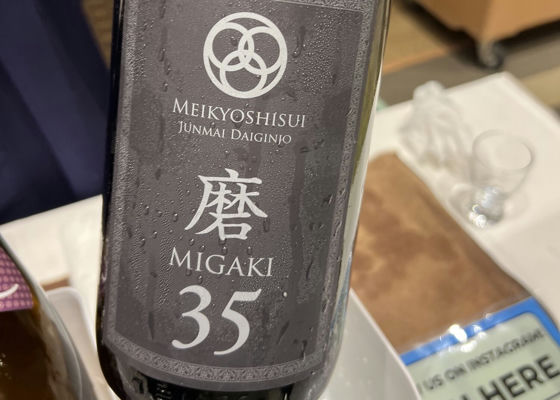 MEIKYOSHISUI
JUNMAI DAIGINJO
磨
MIGAKI
35
US ON INSTAGRAM!
HERE